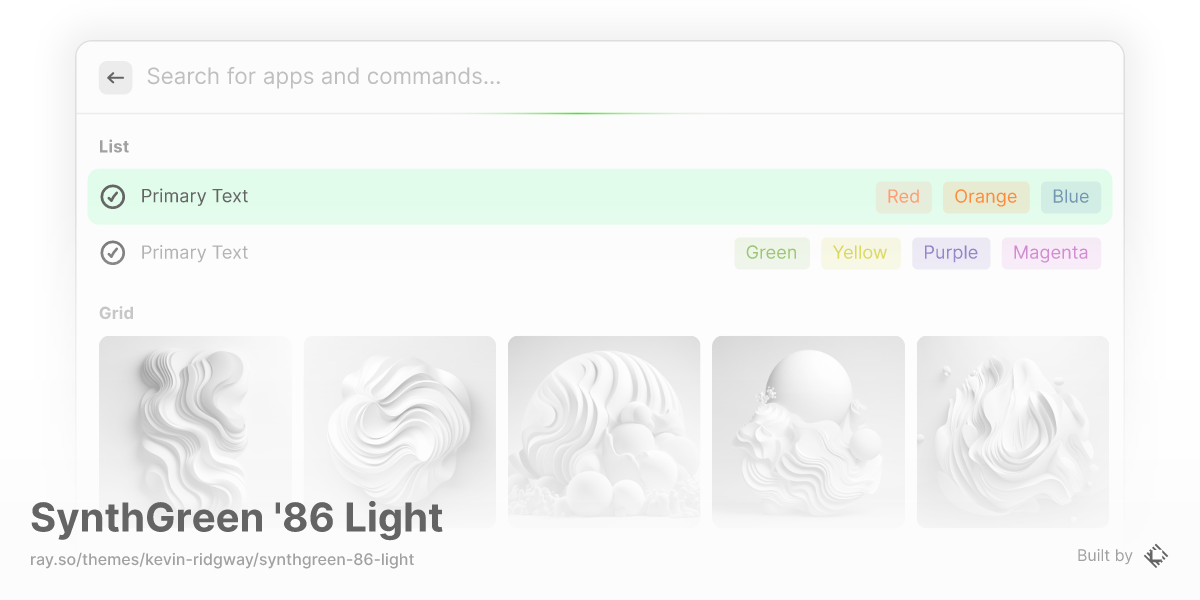 Search for apps and commands...
List
Primary Text Red Orange Blue
Primary Text Green Yellow Purple Magenta
Grid
SynthGreen '86 Light
ray.so/themes/kevin-ridgway/synthgreen-86-light
Built by